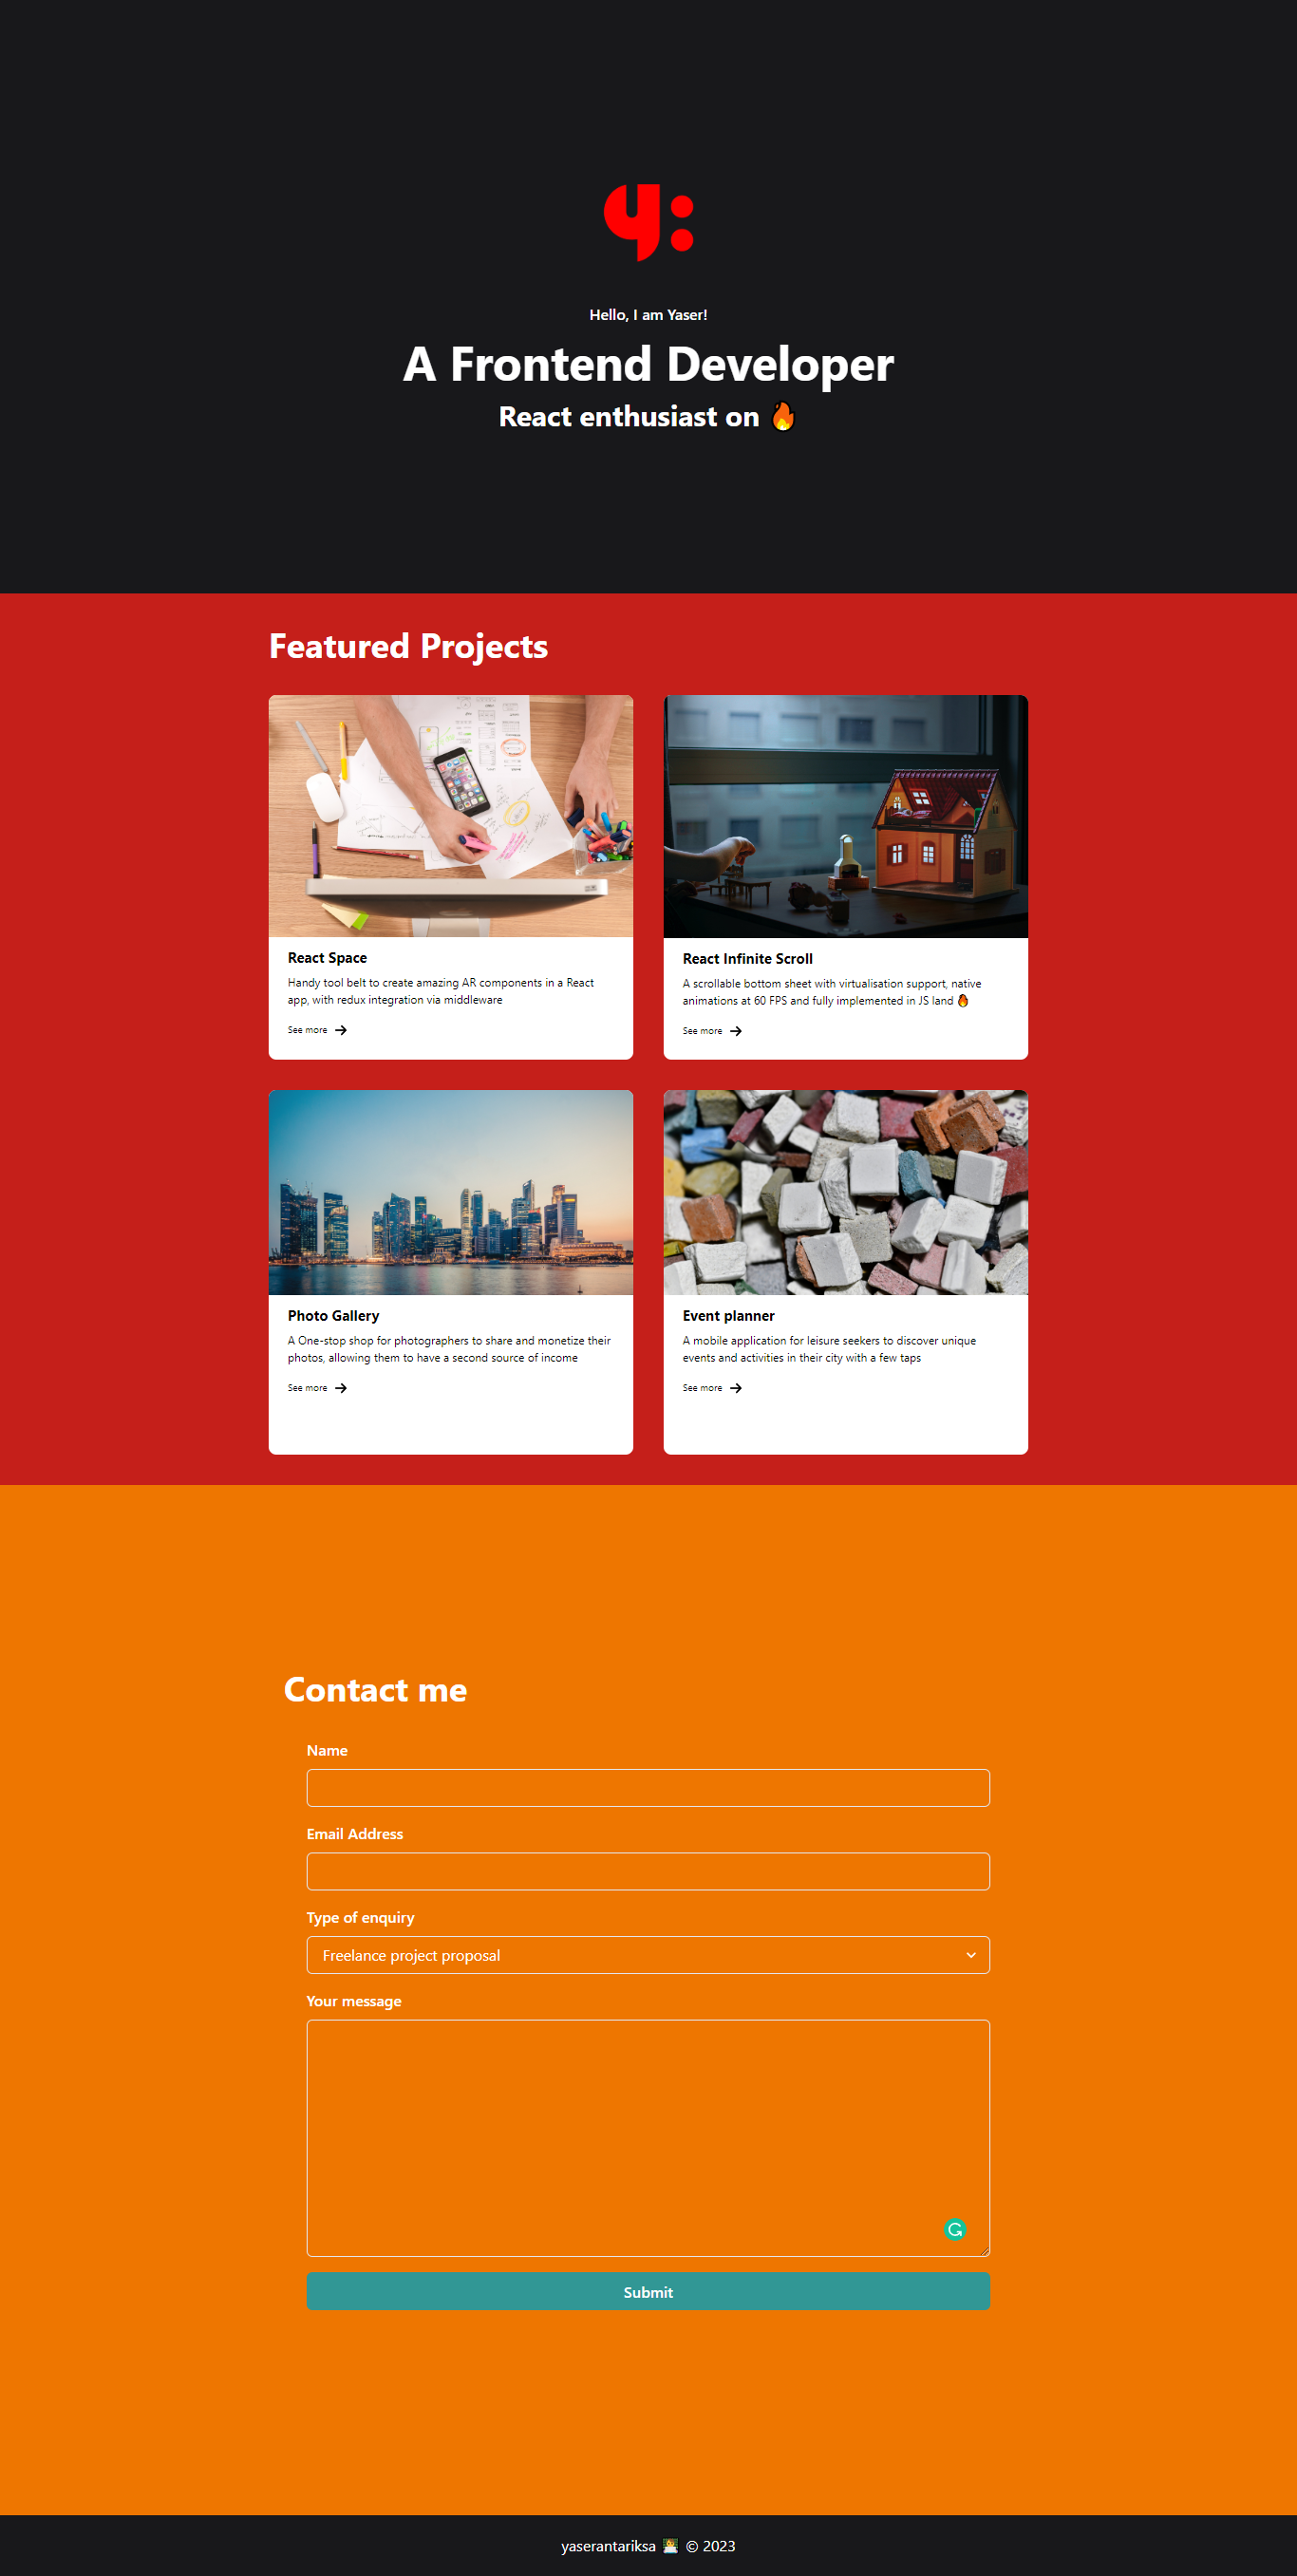 y:
Hello, I am Yaser!
A Frontend Developer
React enthusiast on 🔥
Featured Projects
React Space
Handy tool belt to create amazing AR components in a React
app, with redux integration via middleware
See more →
React Infinite Scroll
A scrollable bottom sheet with virtualisation support, native
animations at 60 FPS and fully implemented in JS land 🔥
See more →
Photo Gallery
A One-stop shop for photographers to share and monetize their
photos, allowing them to have a second source of income
See more →
Event planner
A mobile application for leisure seekers to discover unique
events and activities in their city with a few taps
See more →
Contact me
Name
Email Address
Type of enquiry
Freelance project proposal
Your message
Submit
yaserantariksa 👨‍🏫 © 2023